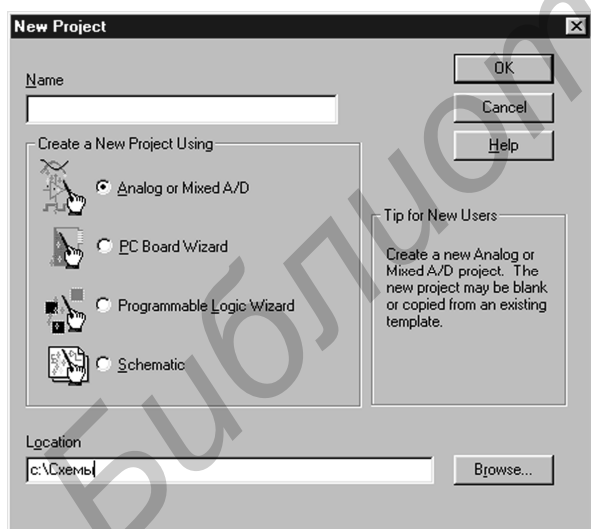 New Project
Name
OK
Cancel
Help
Create a New Project Using
Analog or Mixed A/D
PC Board Wizard
Programmable Logic Wizard
Schematic
Tip for New Users
Create a new Analog or
Mixed A/D project. The
new project may be blank
or copied from an existing
template.
Location
c:\Схемы
Browse...